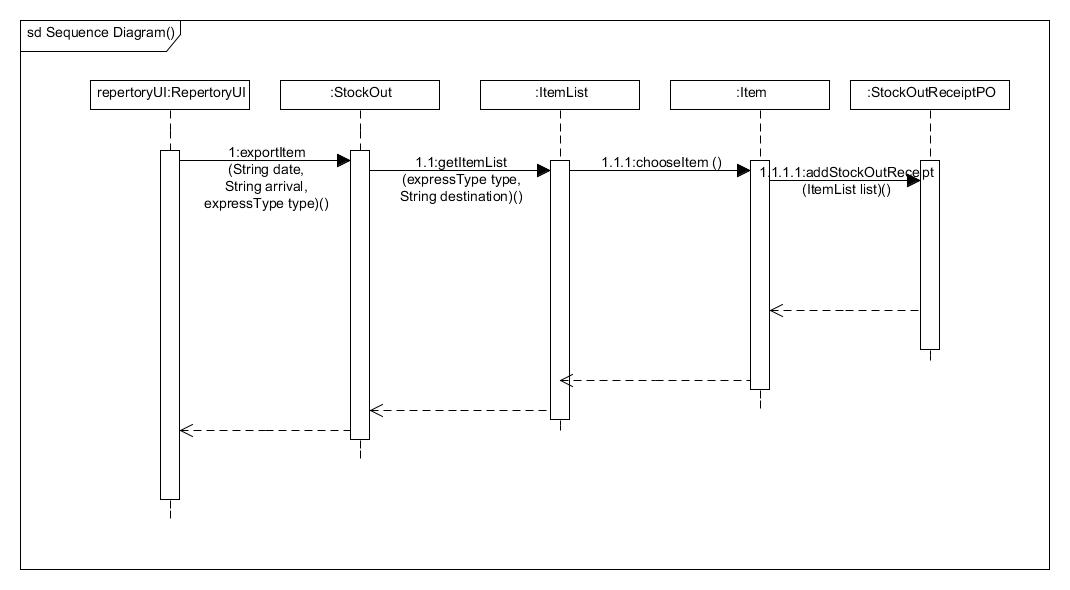 sd Sequence Diagram()
repertoryUI:RepertoryUI
:StockOut
:ItemList
:Item
:StockOutReceiptPO
1:exportItem
(String date,
String arrival,
expressType type)()
1.1:getItemList
(expressType type,
String destination)()
1.1.1:chooseItem ()
1.1.1.1:addStockOutReceipt
(ItemList list)()